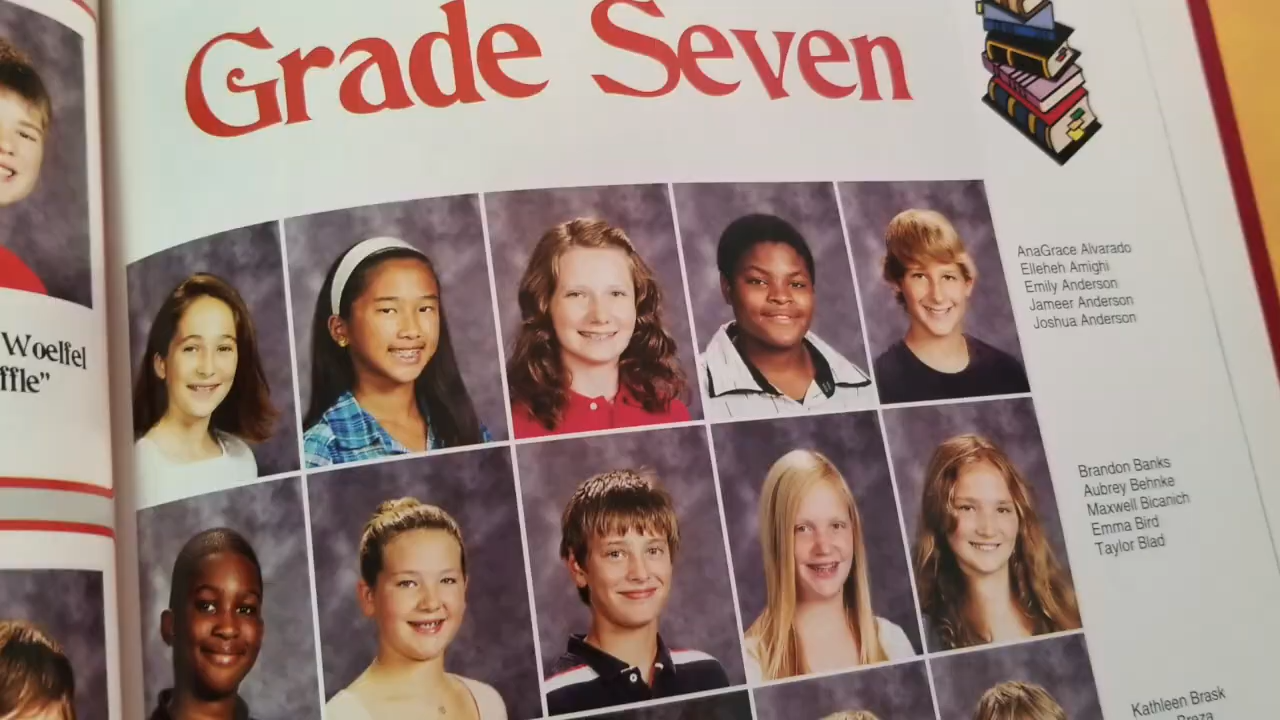 Grade Seven
Woelfel
ffle”
AnaGrace Alvarado
Elleheh Amighi
Emily Anderson
Jameer Anderson
Joshua Anderson
Brandon Banks
Aubrey Behnke
Maxwell Bicanich
Emma Bird
Taylor Blad
Kathleen Brask
Breza